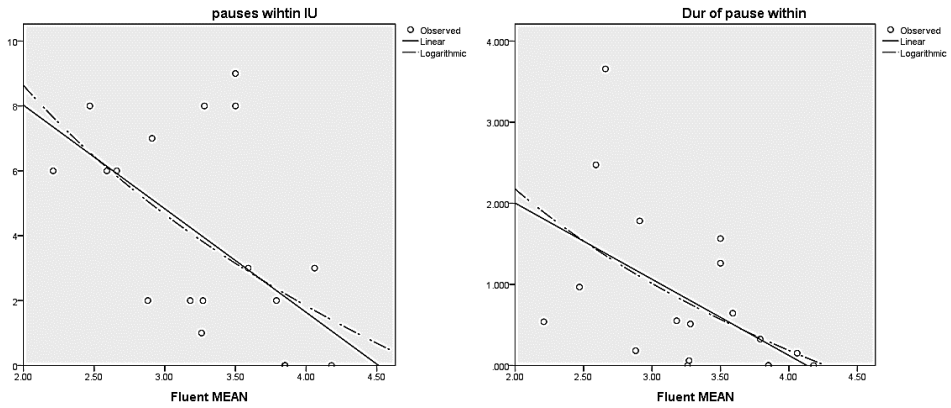 pauses wihtin IU
10
8
6
4
2
0
2.00 2.50 3.00 3.50 4.00 4.50
Fluent MEAN
Observed
Linear
Logarithmic
Dur of pause within
4.000
3.000
2.000
1.000
.000
2.00 2.50 3.00 3.50 4.00 4.50
Fluent MEAN
Observed
Linear
Logarithmic